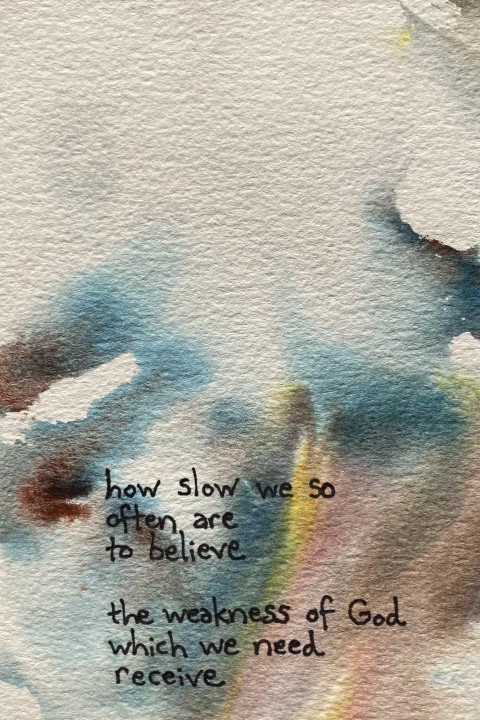 how slow we so
often are
to believe
the weakness of God
which we need
receive